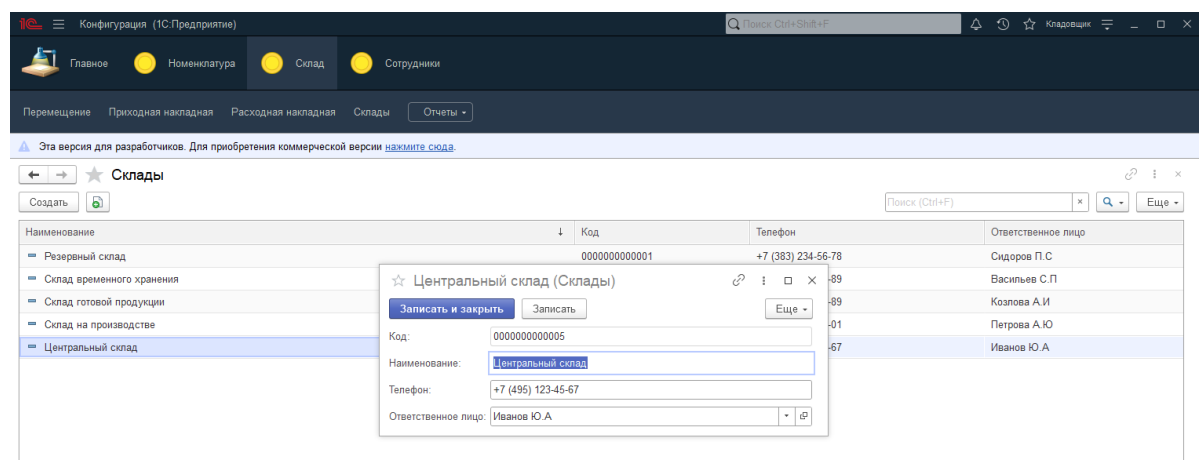 1С Конфигурация (1С:Предприятие) Поиск Ctrl+Shift+F Кладовщик
Главное Номенклатура Склад Сотрудники
Перемещение Приходная накладная Расходная накладная Склады Отчеты
Эта версия для разработчиков. Для приобретения коммерческой версии нажмите сюда.
Склады
Создать Поиск (Ctrl+F) × Еще
Наименование ↓ Код Телефон Ответственное лицо
Резервный склад 0000000000001 +7 (383) 234-56-78 Сидоров П.С
Склад временного хранения -89 Васильев С.П
Склад готовой продукции -89 Козлова А.И
Склад на производстве -01 Петрова А.Ю
Центральный склад -67 Иванов Ю.А
Центральный склад (Склады)
Записать и закрыть Записать Еще
Код: 0000000000005
Наименование: Центральный склад
Телефон: +7 (495) 123-45-67
Ответственное лицо: Иванов Ю.А